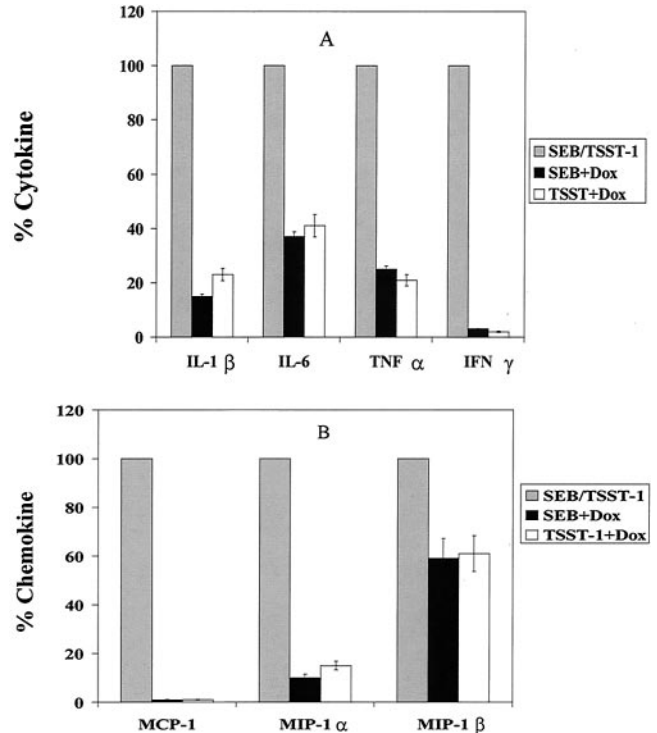 A
120
100
80
60
40
20
0
% Cytokine
IL-1 β IL-6 TNF α IFN γ
SEB/TSST-1
SEB+Dox
TSST+Dox
B
120
100
80
60
40
20
0
% Chemokine
MCP-1 MIP-1 α MIP-1 β
SEB/TSST-1
SEB+Dox
TSST-1+Dox